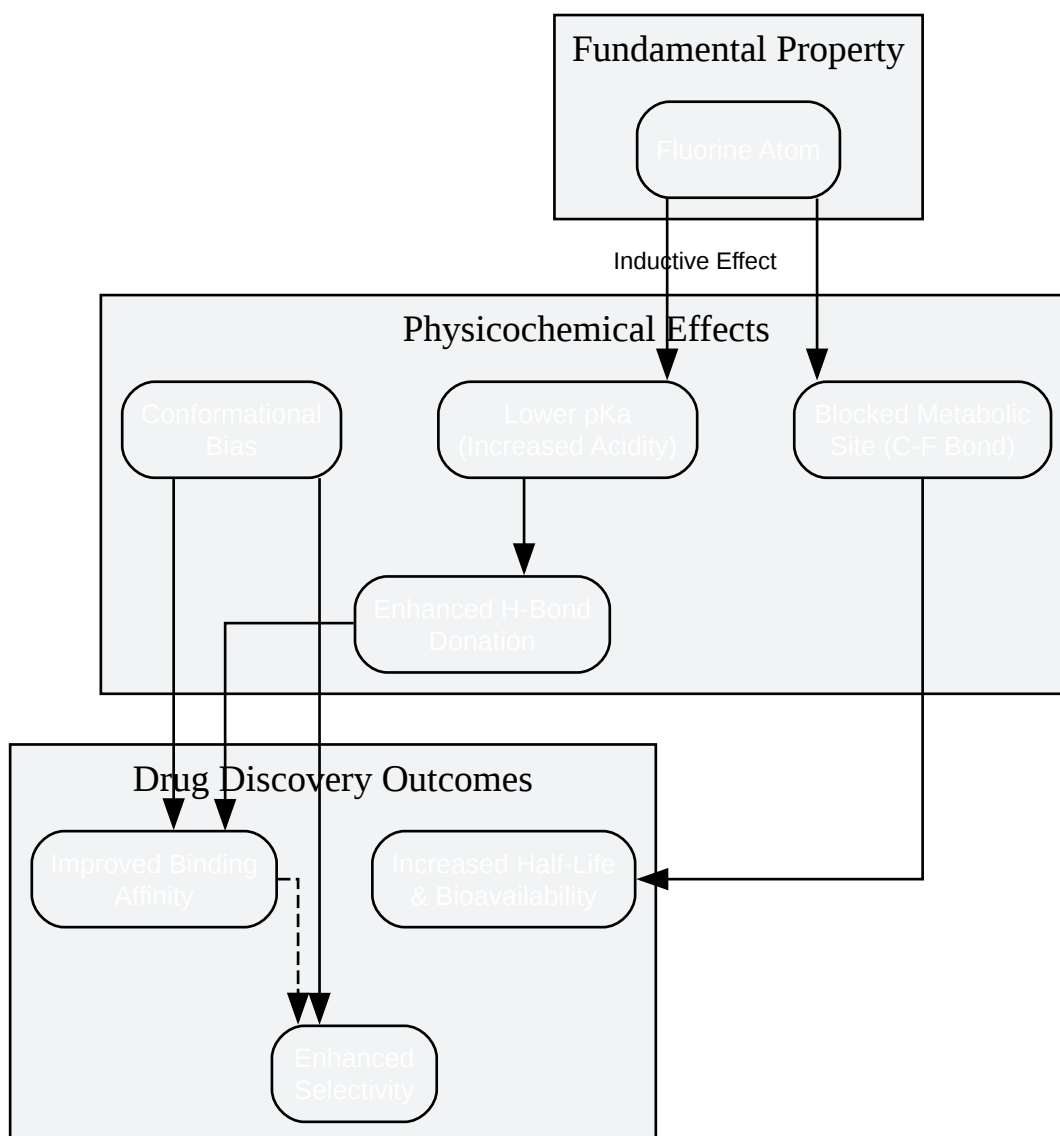 Fundamental Property
Fluorine Atom
Inductive Effect
Physicochemical Effects
Conformational
Bias
Lower pKa
(Increased Acidity)
Blocked Metabolic
Site (C-F Bond)
Enhanced H-Bond
Donation
Drug Discovery Outcomes
Improved Binding
Affinity
Increased Half-Life
& Bioavailability
Enhanced
Selectivity